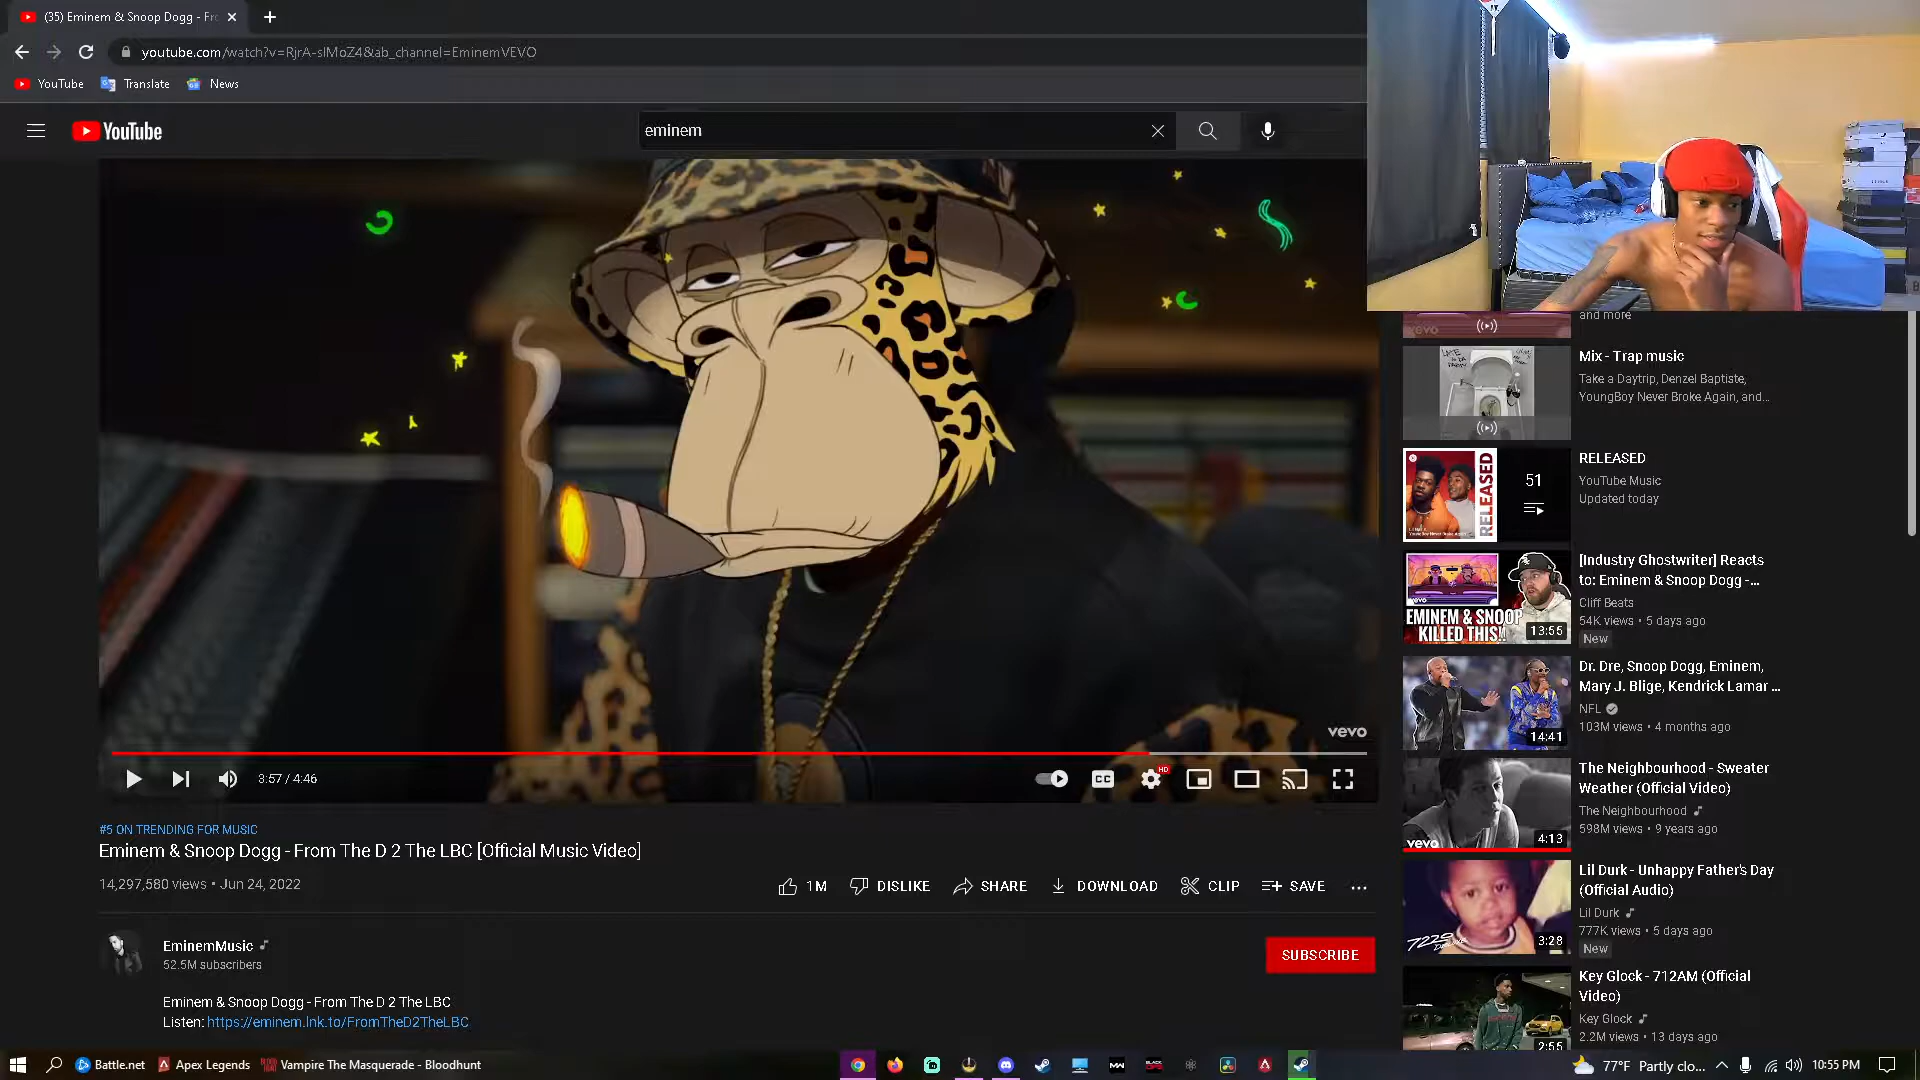 (35) Eminem & Snoop Dogg - Fr
youtube.com/watch?v=RjrA-slMoZ4&ab_channel=EminemVEVO
YouTube
Translate
News
YouTube
eminem
vevo
3:57 / 4:46
CC
HD
#5 ON TRENDING FOR MUSIC
Eminem & Snoop Dogg - From The D 2 The LBC [Official Music Video]
14,297,580 views • Jun 24, 2022
1M
DISLIKE
SHARE
DOWNLOAD
CLIP
SAVE
EminemMusic
52.5M subscribers
SUBSCRIBE
Eminem & Snoop Dogg - From The D 2 The LBC
Listen: https://eminem.lnk.to/FromTheD2TheLBC
and more
vevo
Mix - Trap music
Take a Daytrip, Denzel Baptiste,
YoungBoy Never Broke Again, and...
RELEASED
51
RELEASED
YouTube Music
Updated today
vevo
EMINEM & SNOOP
KILLED THIS!!
13:55
[Industry Ghostwriter] Reacts
to: Eminem & Snoop Dogg -...
Cliff Beats
54K views • 5 days ago
New
14:41
Dr. Dre, Snoop Dogg, Eminem,
Mary J. Blige, Kendrick Lamar ...
NFL
103M views • 4 months ago
vevo
4:13
The Neighbourhood - Sweater
Weather (Official Video)
The Neighbourhood
598M views • 9 years ago
7220
3:28
Lil Durk - Unhappy Father's Day
(Official Audio)
Lil Durk
777K views • 5 days ago
New
2:55
Key Glock - 712AM (Official
Video)
Key Glock
2.2M views • 13 days ago
Battle.net
Apex Legends
Vampire The Masquerade - Bloodhunt
77°F Partly clo...
10:55 PM